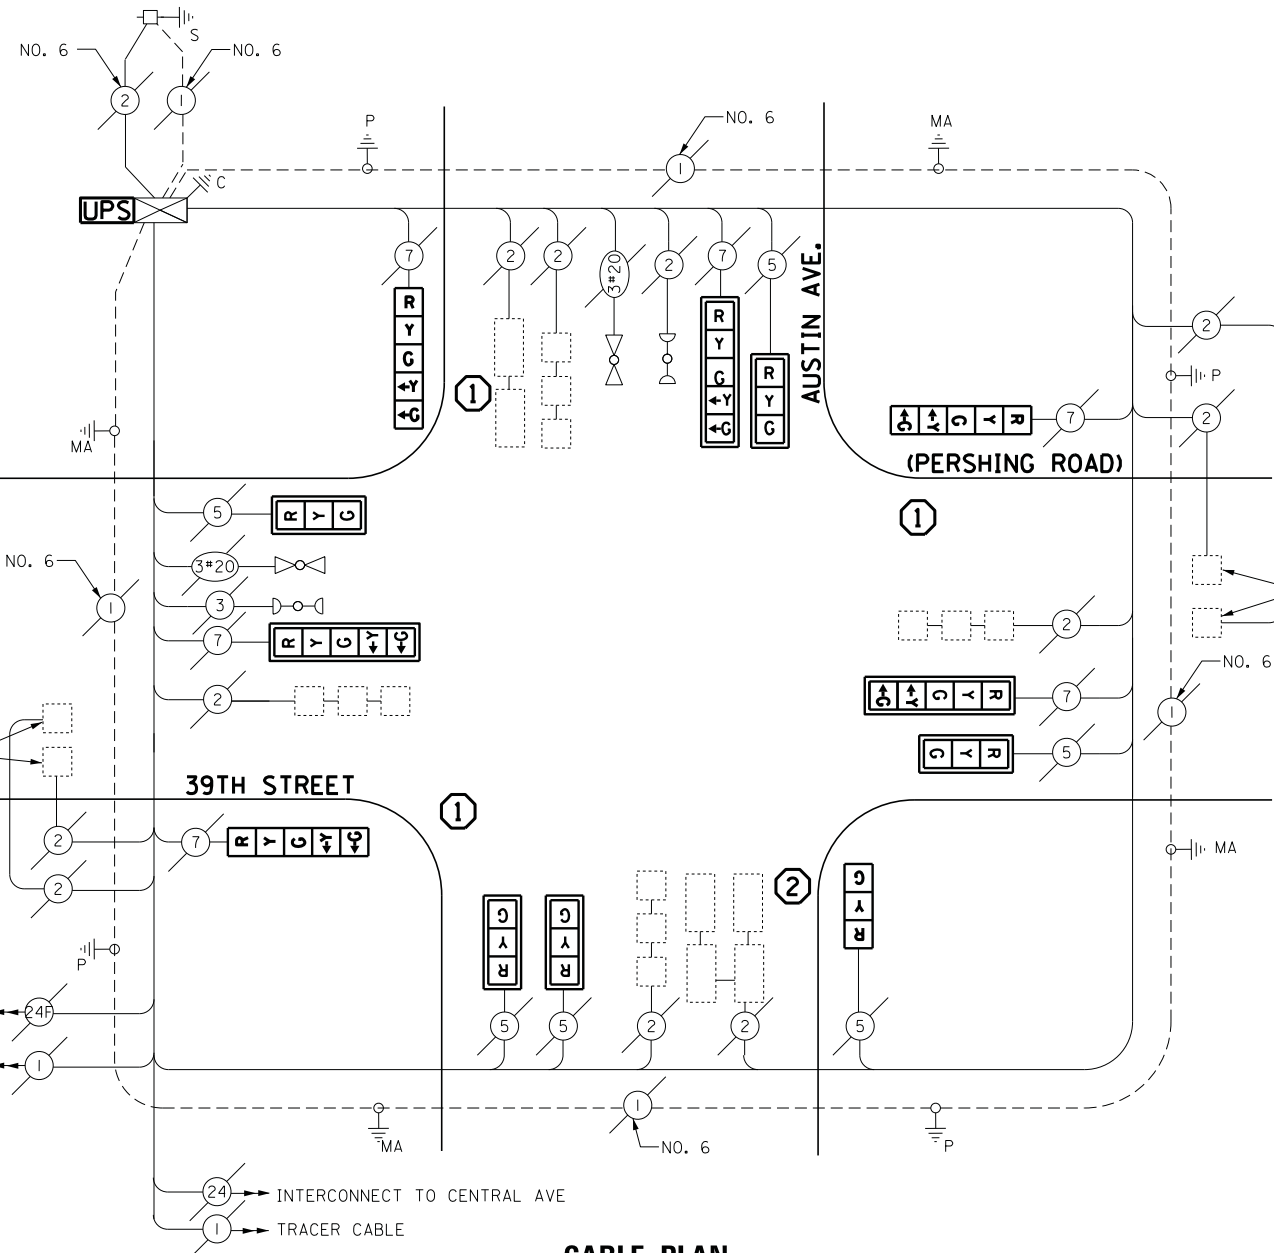 S
NO. 6
NO. 6
2
1
P
NO. 6
MA
1
C
UPS
7
2
2
3#20
2
7
5
AUSTIN AVE.
R
Y
G
←Y
←G
R
Y
G
←Y
←G
R
Y
G
1
2
P
2
MA
←G ←Y G Y R
7
(PERSHING ROAD)
5
R Y G
1
NO. 6
3#20
1
3
7
R Y G ←Y ←G
2
2
NO. 6
←G ←Y G Y R
7
1
G Y R
5
39TH STREET
1
2
7
R Y G ←Y ←G
MA
2
2
G
Y
R
G
Y
R
G
Y
R
P
24F
5
5
2
2
5
1
1
MA
NO. 6
P
24
INTERCONNECT TO CENTRAL AVE
1
TRACER CABLE
CABLE PLAN